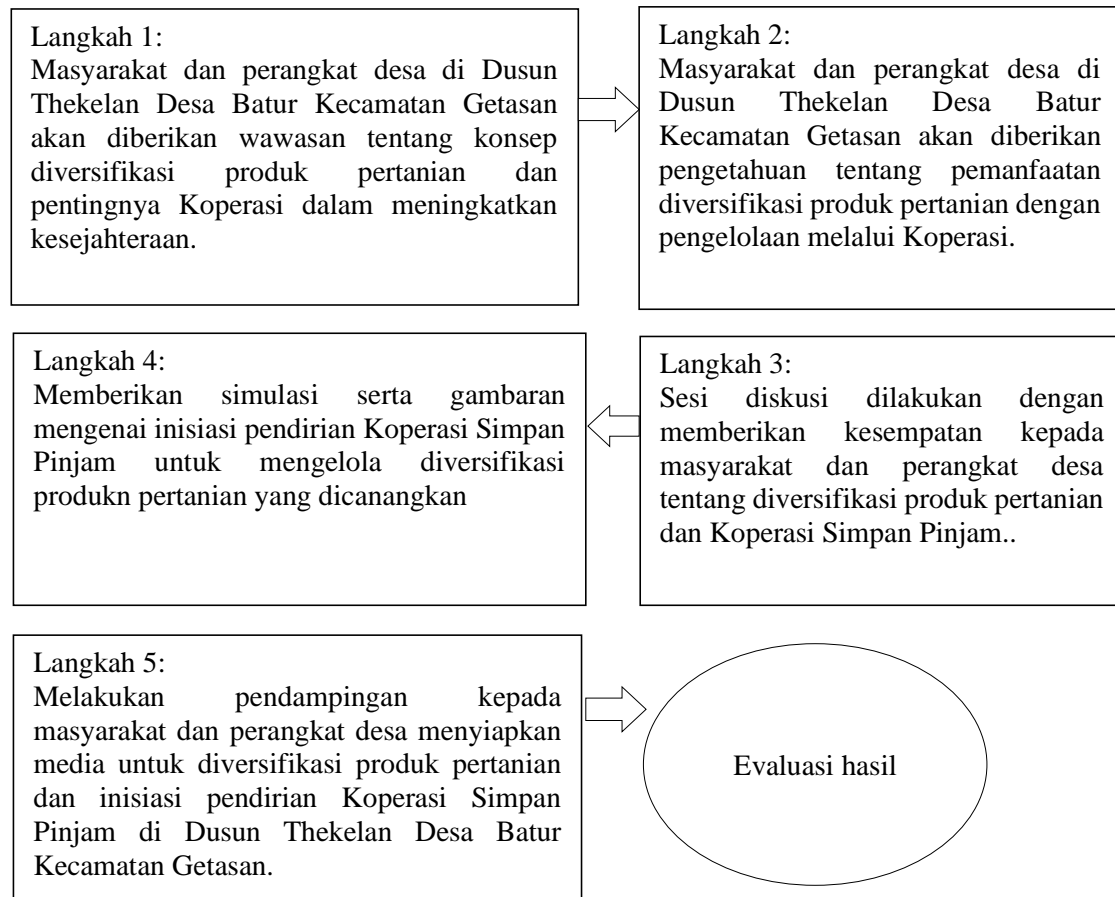 Langkah 1:
Masyarakat dan perangkat desa di Dusun
Thekelan Desa Batur Kecamatan Getasan
akan diberikan wawasan tentang konsep
diversifikasi produk pertanian dan
pentingnya Koperasi dalam meningkatkan
kesejahteraan.
Langkah 2:
Masyarakat dan perangkat desa di
Dusun Thekelan Desa Batur
Kecamatan Getasan akan diberikan
pengetahuan tentang pemanfaatan
diversifikasi produk pertanian dengan
pengelolaan melalui Koperasi.
Langkah 3:
Sesi diskusi dilakukan dengan
memberikan kesempatan kepada
masyarakat dan perangkat desa
tentang diversifikasi produk pertanian
dan Koperasi Simpan Pinjam..
Langkah 4:
Memberikan simulasi serta gambaran
mengenai inisiasi pendirian Koperasi Simpan
Pinjam untuk mengelola diversifikasi
produkn pertanian yang dicanangkan
Langkah 5:
Melakukan pendampingan kepada
masyarakat dan perangkat desa menyiapkan
media untuk diversifikasi produk pertanian
dan inisiasi pendirian Koperasi Simpan
Pinjam di Dusun Thekelan Desa Batur
Kecamatan Getasan.
Evaluasi hasil